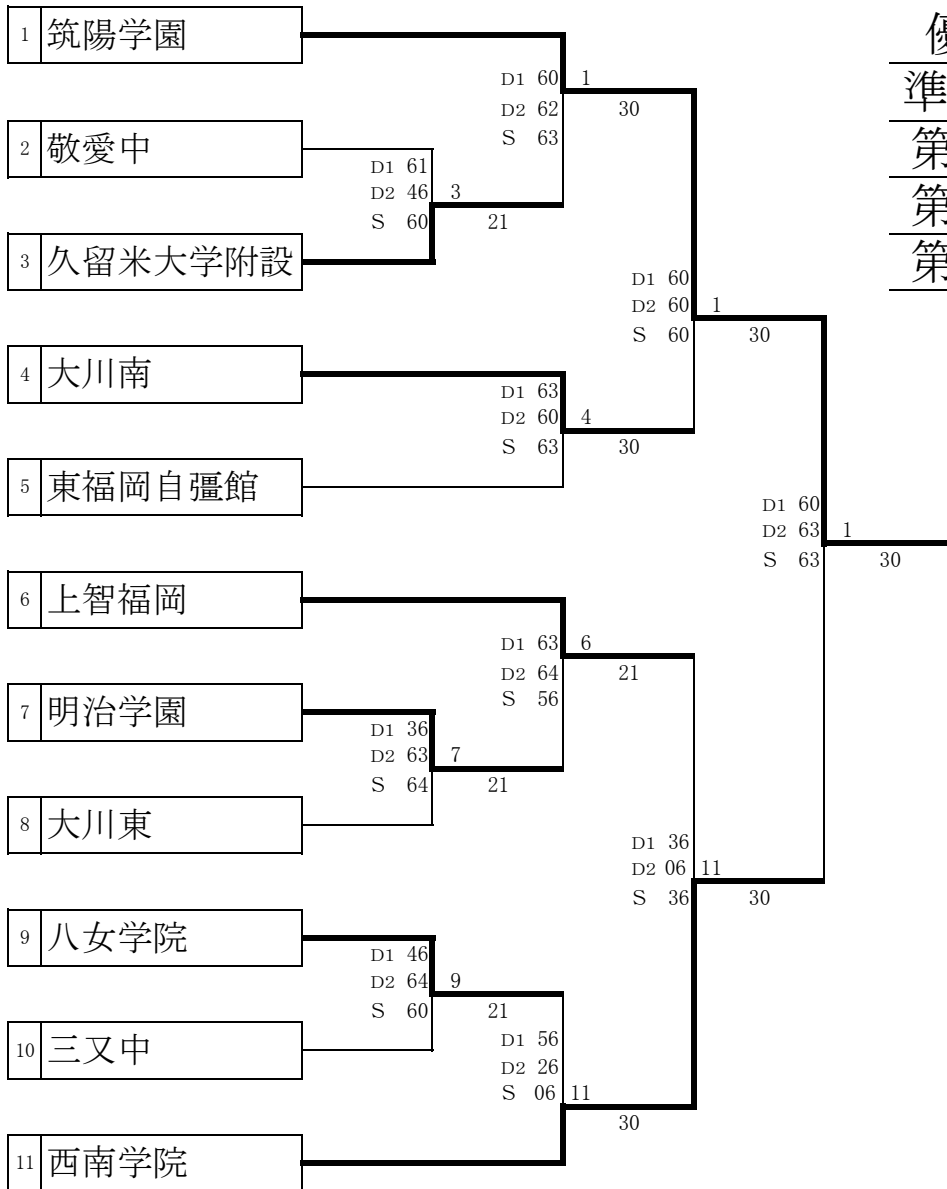 1 筑陽学園
優
D1 60 1
準
D2 62 30
S 63
第
2 敬愛中
D1 61
D2 46 3
第
S 60 21
3 久留米大学附設
第
D1 60
D2 60 1
S 60 30
4 大川南
D1 63
D2 60 4
S 63 30
5 東福岡自彊館
D1 60
D2 63 1
S 63 30
6 上智福岡
D1 63 6
D2 64 21
S 56
7 明治学園
D1 36
D2 63 7
S 64 21
8 大川東
D1 36
D2 06 11
S 36 30
9 八女学院
D1 46
D2 64 9
S 60 21
10 三又中
D1 56
D2 26
S 06 11
30
11 西南学院